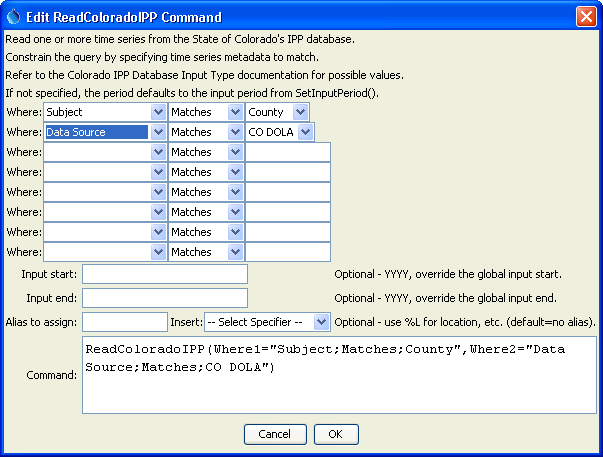 Edit ReadColoradoIPP Command
Read one or more time series from the State of Colorado's IPP database.
Constrain the query by specifying time series metadata to match.
Refer to the Colorado IPP Database Input Type documentation for possible values.
If not specified, the period defaults to the input period from SetInputPeriod().
Where: Subject Matches County
Where: Data Source Matches CO DOLA
Where: Matches
Where: Matches
Where: Matches
Where: Matches
Where: Matches
Where: Matches
Input start: Optional - YYYY, override the global input start.
Input end: Optional - YYYY, override the global input end.
Alias to assign: Insert: -- Select Specifier -- Optional - use %L for location, etc. (default=no alias).
Command: ReadColoradoIPP(Where1="Subject;Matches;County",Where2="Data
Source;Matches;CO DOLA")
Cancel OK